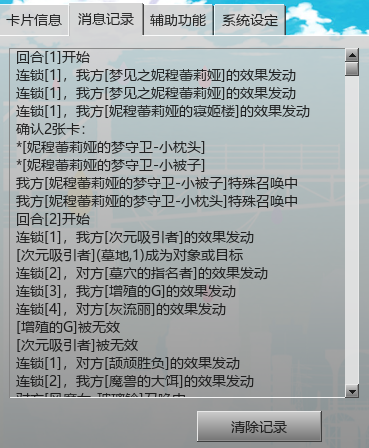 卡片信息
消息记录
辅助功能
系统设定
回合[1]开始
连锁[1]，我方[梦见之妮穆蕾莉娅]的效果发动
连锁[1]，我方[梦见之妮穆蕾莉娅]的效果发动
连锁[1]，我方[妮穆蕾莉娅的寝姬楼]的效果发动
确认2张卡：
*[妮穆蕾莉娅的梦守卫-小枕头]
*[妮穆蕾莉娅的梦守卫-小被子]
我方[妮穆蕾莉娅的梦守卫-小被子]特殊召唤中
我方[妮穆蕾莉娅的梦守卫-小枕头]特殊召唤中
回合[2]开始
连锁[1]，我方[次元吸引者]的效果发动
[次元吸引者](墓地,1)成为对象或目标
连锁[2]，对方[墓穴的指名者]的效果发动
连锁[3]，我方[增殖的G]的效果发动
连锁[4]，对方[灰流丽]的效果发动
[增殖的G]被无效
[次元吸引者]被无效
连锁[1]，对方[颉颃胜负]的效果发动
连锁[2]，我方[魔兽的大饵]的效果发动
清除记录